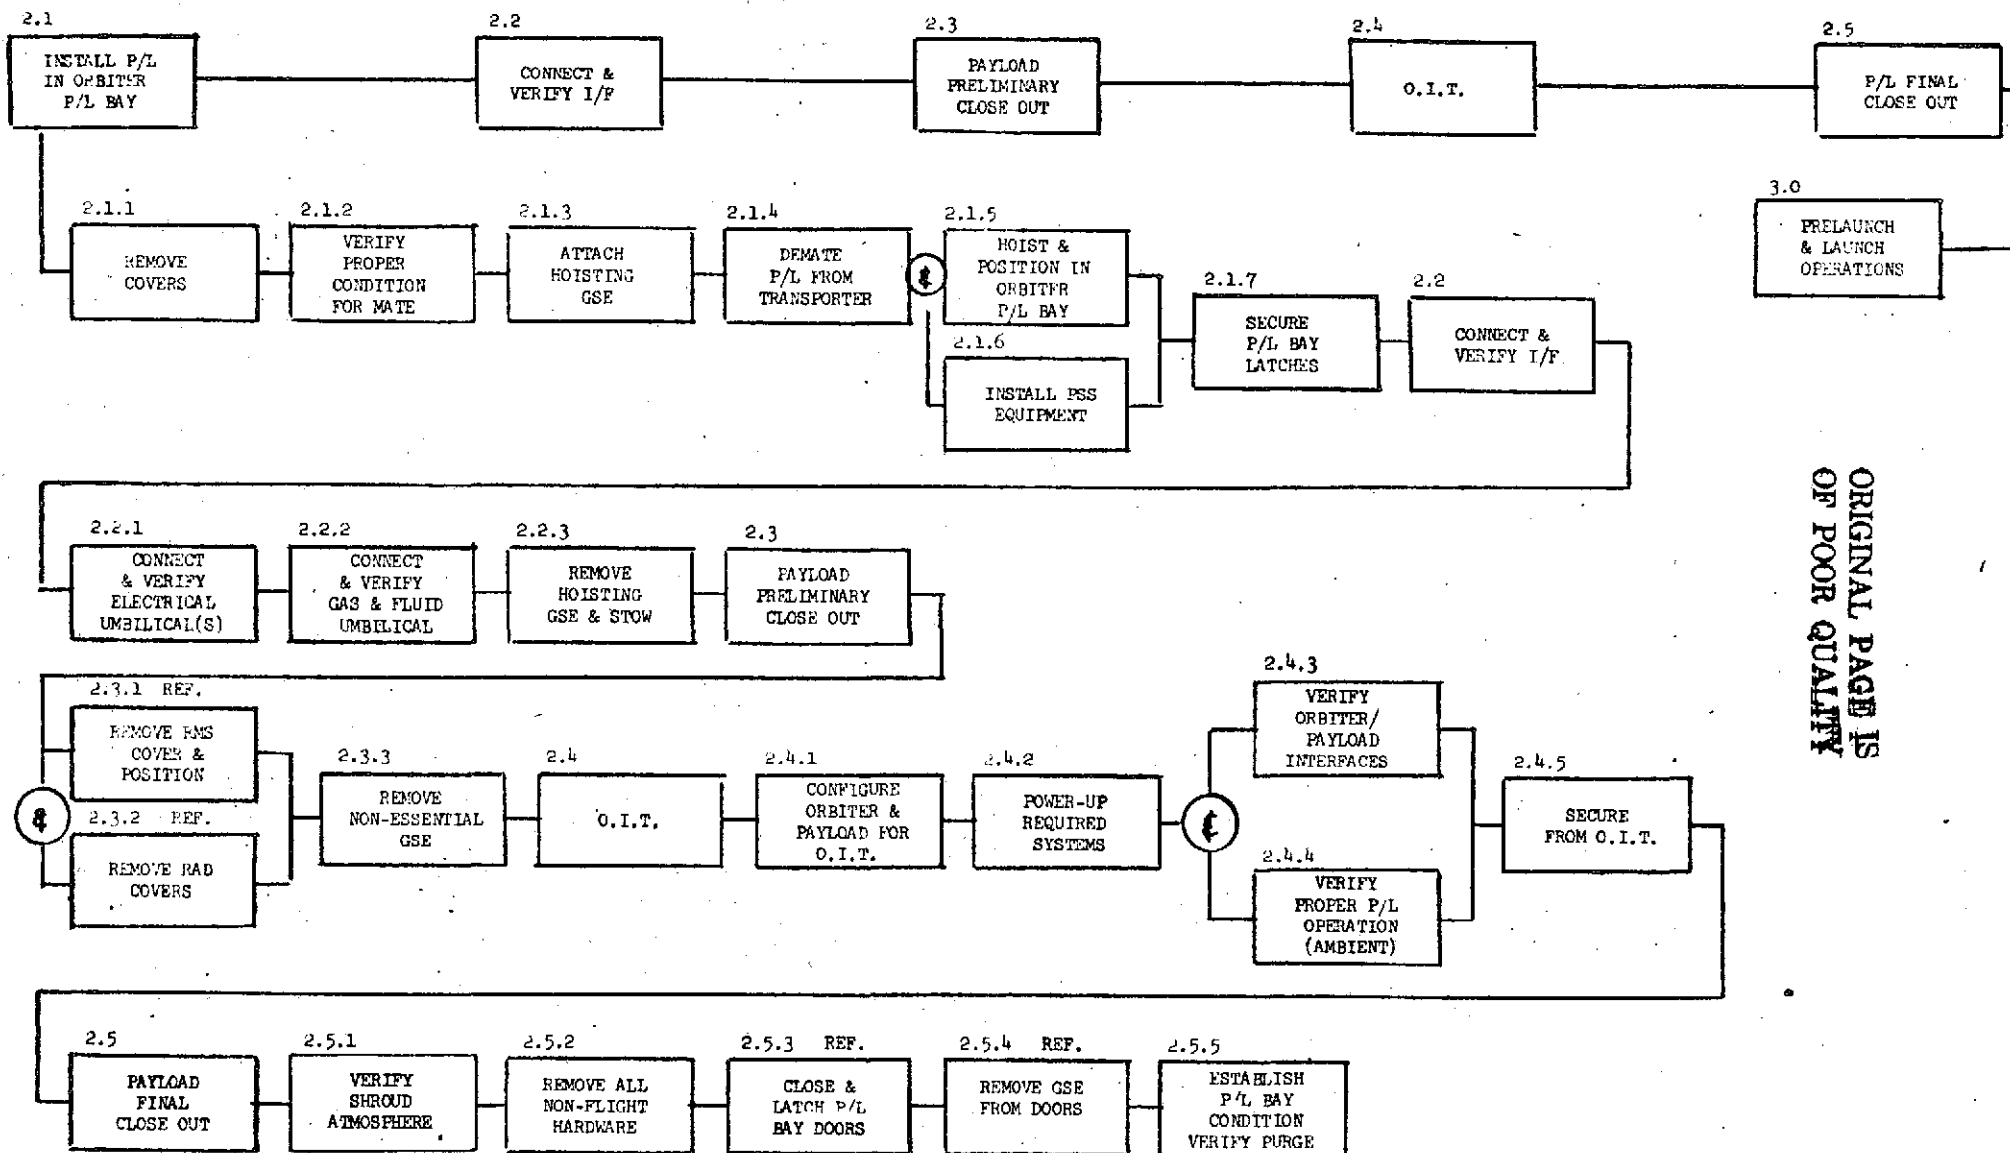 2.1
INSTALL P/L
IN ORBITER
P/L BAY
2.2
CONNECT &
VERIFY I/F
2.3
PAYLOAD
PRELIMINARY
CLOSE OUT
2.4
O.I.T.
2.5
P/L FINAL
CLOSE OUT
3.0
PRELAUNCH
& LAUNCH
OPERATIONS
2.1.1
REMOVE
COVERS
2.1.2
VERIFY
PROPER
CONDITION
FOR MATE
2.1.3
ATTACH
HOISTING
GSE
2.1.4
DEMATE
P/L FROM
TRANSPORTER
&
2.1.5
HOIST &
POSITION IN
ORBITER
P/L BAY
2.1.6
INSTALL PSS
EQUIPMENT
2.1.7
SECURE
P/L BAY
LATCHES
2.2
CONNECT &
VERIFY I/F
ORIGINAL PAGE IS
OF POOR QUALITY
2.2.1
CONNECT
& VERIFY
ELECTRICAL
UMBILICAL(S)
2.2.2
CONNECT
& VERIFY
GAS & FLUID
UMBILICAL
2.2.3
REMOVE
HOISTING
GSE & STOW
2.3
PAYLOAD
PRELIMINARY
CLOSE OUT
&
2.3.1 REF.
REMOVE RMS
COVER &
POSITION
2.3.2 REF.
REMOVE RAD
COVERS
2.3.3
REMOVE
NON-ESSENTIAL
GSE
2.4
O.I.T.
2.4.1
CONFIGURE
ORBITER &
PAYLOAD FOR
O.I.T.
2.4.2
POWER-UP
REQUIRED
SYSTEMS
&
2.4.3
VERIFY
ORBITER/
PAYLOAD
INTERFACES
2.4.4
VERIFY
PROPER P/L
OPERATION
(AMBIENT)
2.4.5
SECURE
FROM O.I.T.
2.5
PAYLOAD
FINAL
CLOSE OUT
2.5.1
VERIFY
SHROUD
ATMOSPHERE
2.5.2
REMOVE ALL
NON-FLIGHT
HARDWARE
2.5.3 REF.
CLOSE &
LATCH P/L
BAY DOORS
2.5.4 REF.
REMOVE GSE
FROM DOORS
2.5.5
ESTABLISH
P/L BAY
CONDITION
VERIFY PURGE